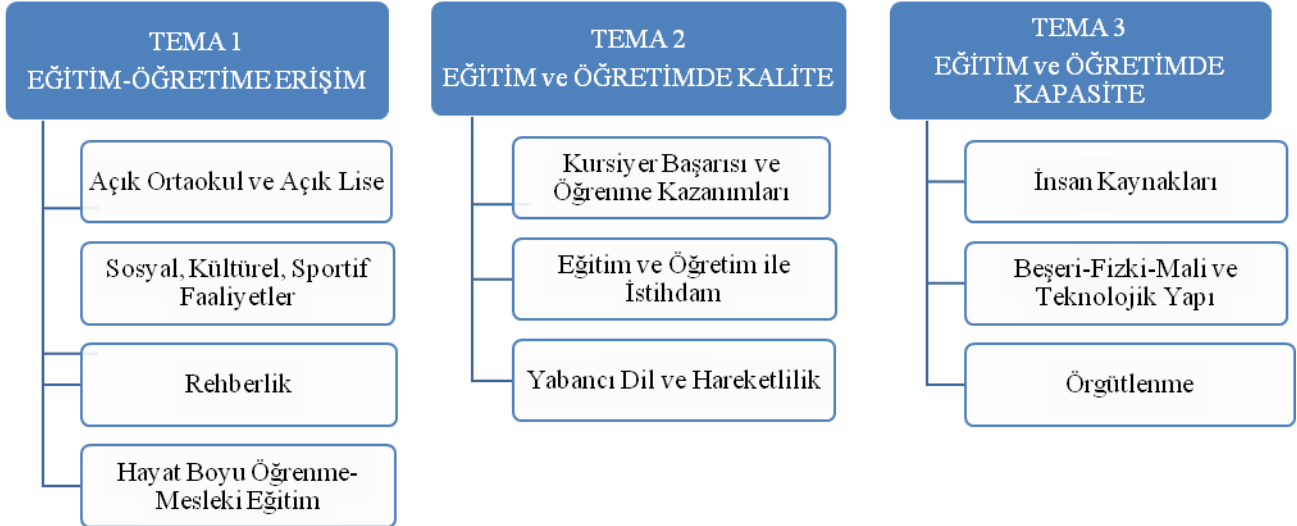 TEMA 1
EĞİTİM-ÖĞRETİME ERİŞİM
Açık Ortaokul ve Açık Lise
Sosyal, Kültürel, Sportif
Faaliyetler
Rehberlik
Hayat Boyu Öğrenme-
Mesleki Eğitim
TEMA 2
EĞİTİM ve ÖĞRETİMDE KALİTE
Kursiyer Başarısı ve
Öğrenme Kazanımları
Eğitim ve Öğretim ile
İstihdam
Yabancı Dil ve Hareketlilik
TEMA 3
EĞİTİM ve ÖĞRETİMDE
KAPASİTE
İnsan Kaynakları
Beşeri-Fizki-Mali ve
Teknolojik Yapı
Örgütlenme